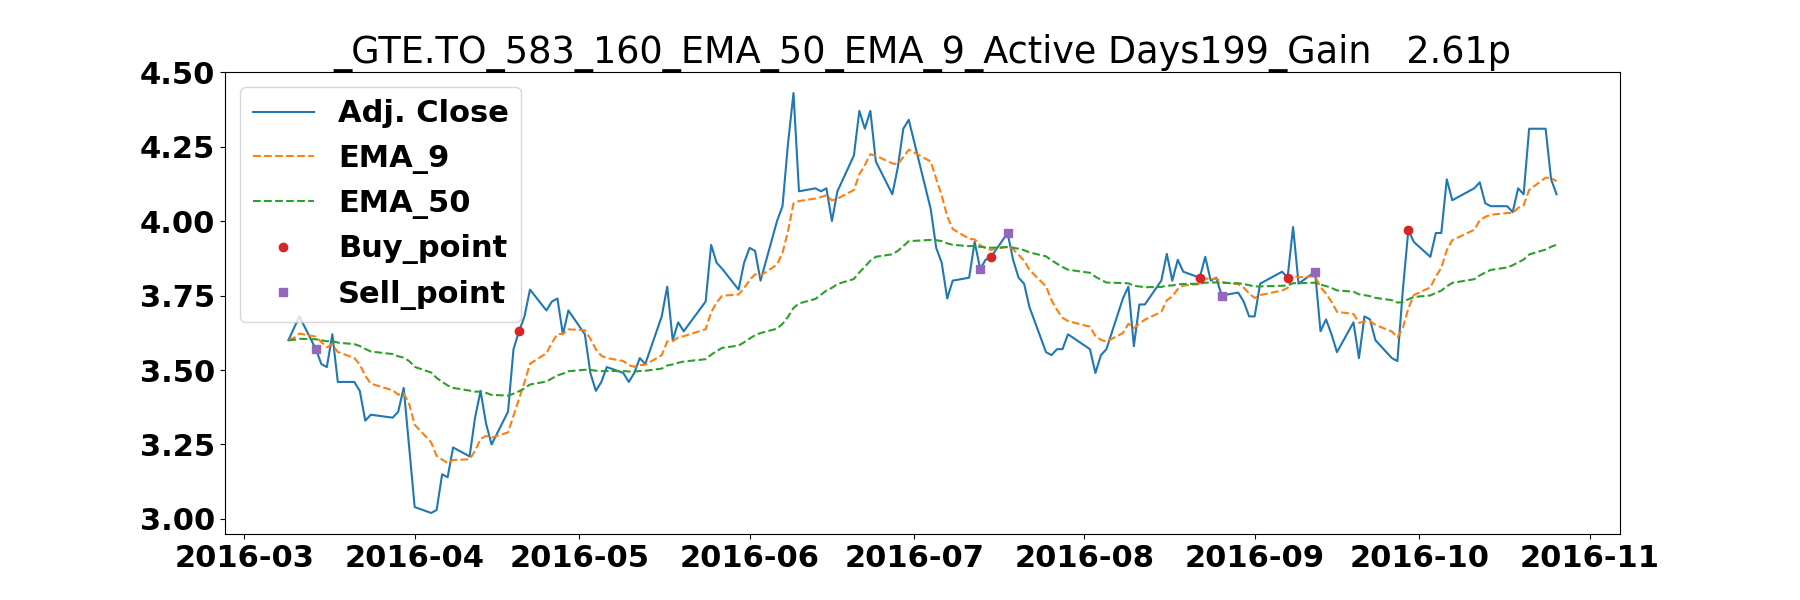 _GTE.TO_583_160_EMA_50_EMA_9_Active Days199_Gain   2.61p
4.50
4.25
4.00
3.75
3.50
3.25
3.00
Adj. Close
EMA_9
EMA_50
Buy_point
Sell_point
2016-03 2016-04 2016-05 2016-06 2016-07 2016-08 2016-09 2016-10 2016-11